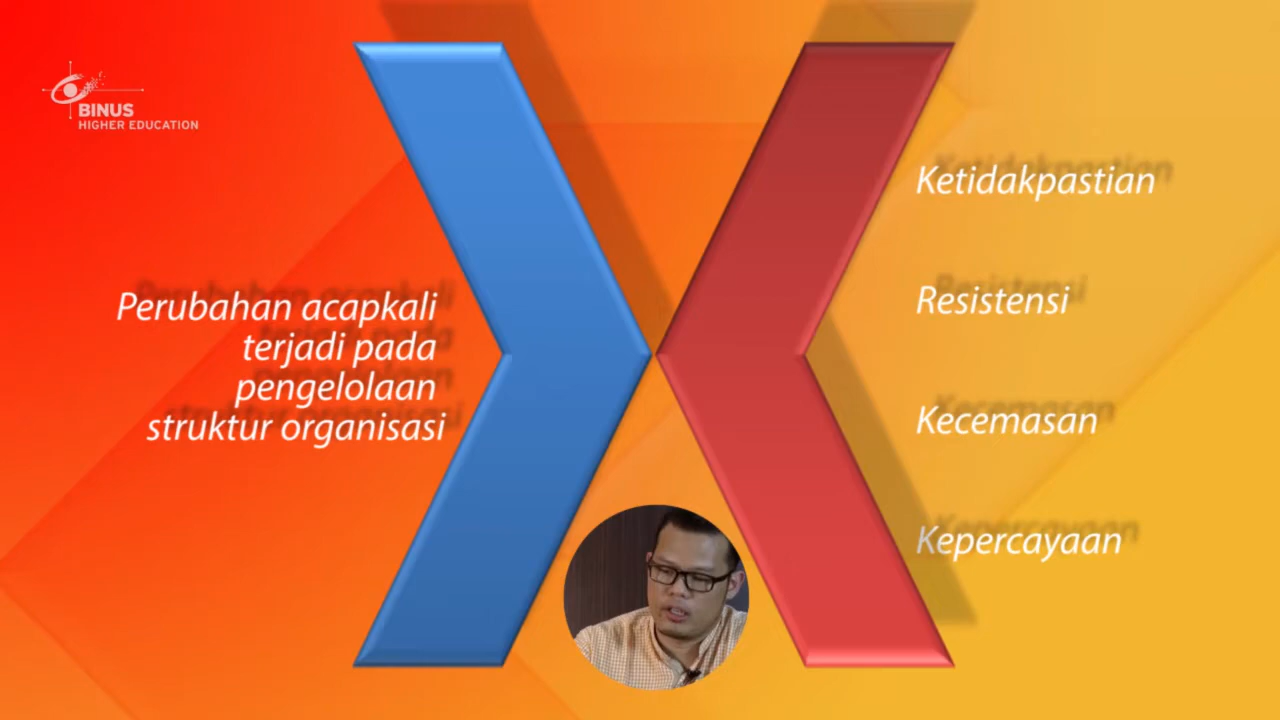 BINUS
HIGHER EDUCATION
Perubahan acapkali
terjadi pada
pengelolaan
struktur organisasi
Ketidakpastian
Resistensi
Kecemasan
Kepercayaan